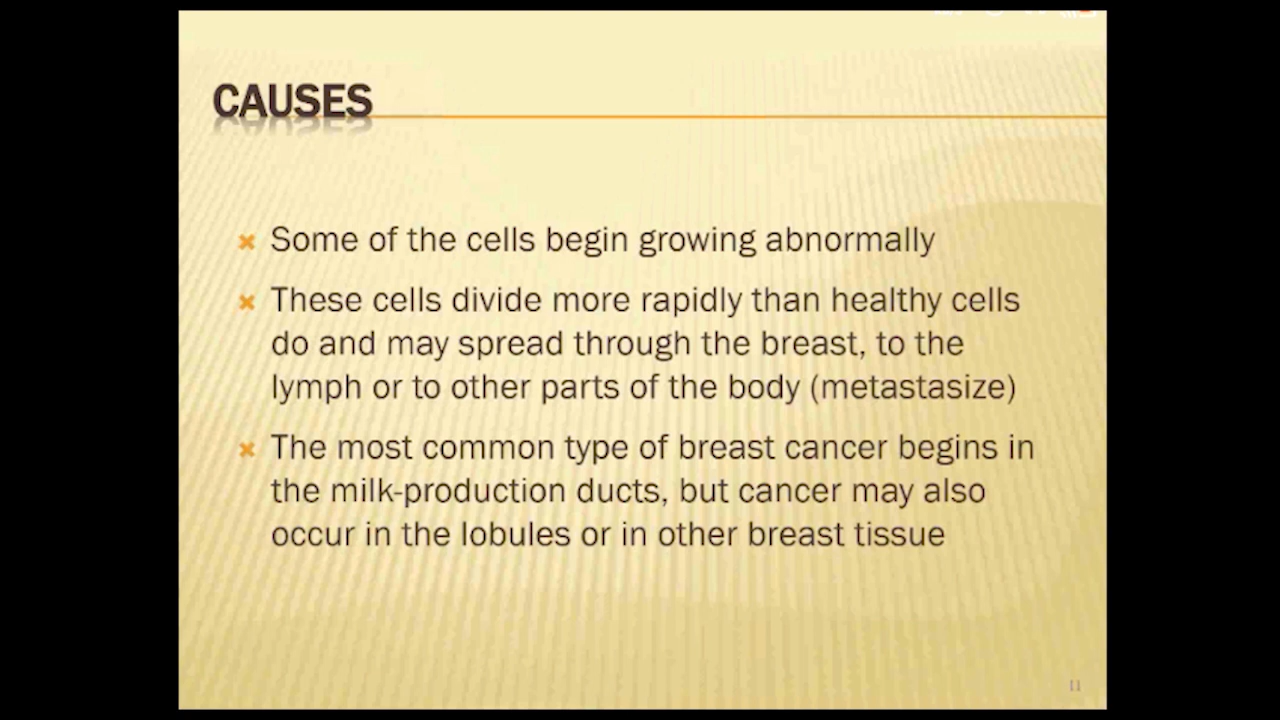 CAUSES
Some of the cells begin growing abnormally
These cells divide more rapidly than healthy cells
do and may spread through the breast, to the
lymph or to other parts of the body (metastasize)
The most common type of breast cancer begins in
the milk-production ducts, but cancer may also
occur in the lobules or in other breast tissue
11